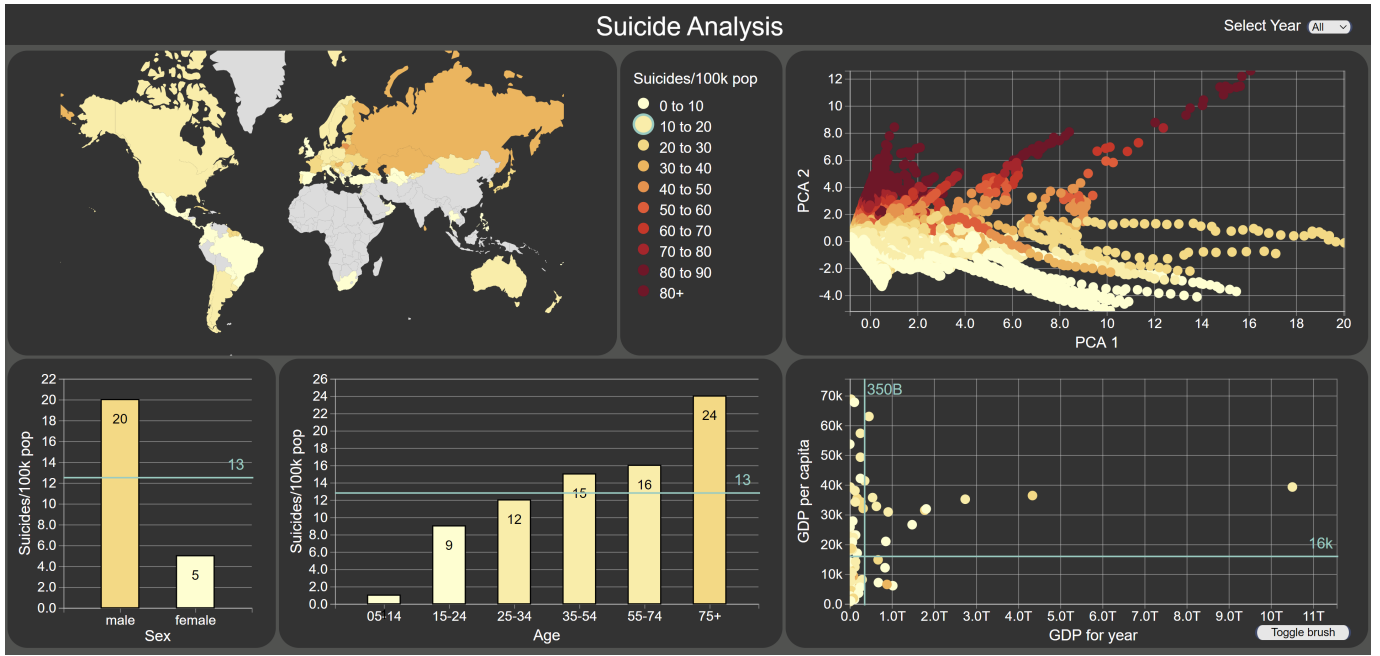 Suicide Analysis
Select Year All
Suicides/100k pop
0 to 10
10 to 20
20 to 30
30 to 40
40 to 50
50 to 60
60 to 70
70 to 80
80 to 90
80+
PCA 2
12
10
8.0
6.0
4.0
2.0
0.0
-2.0
-4.0
0.0 2.0 4.0 6.0 8.0 10 12 14 16 18 20
PCA 1
Suicides/100k pop
22
20
18
16
14
12
10
8.0
6.0
4.0
2.0
0.0
20
13
5
male female
Sex
Suicides/100k pop
26
24
22
20
18
16
14
12
10
8.0
6.0
4.0
2.0
0.0
9
12
15
16
24
13
05-14 15-24 25-34 35-54 55-74 75+
Age
GDP per capita
70k
60k
50k
40k
30k
20k
10k
0.0
350B
16k
0.0 1.0T 2.0T 3.0T 4.0T 5.0T 6.0T 7.0T 8.0T 9.0T 10T 11T
GDP for year
Toggle brush